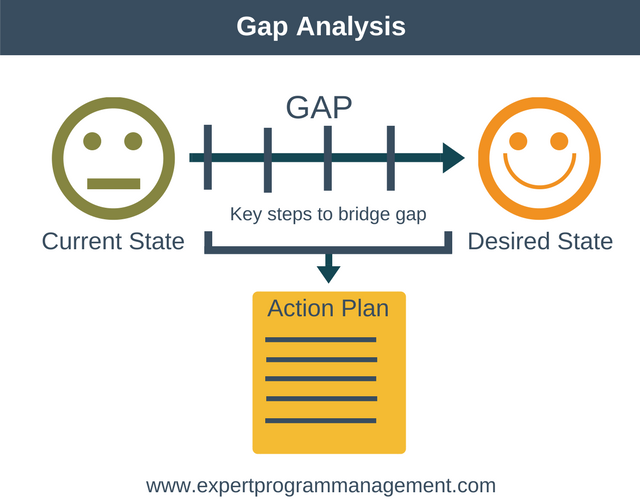 Gap Analysis
GAP
Key steps to bridge gap
Current State
Desired State
Action Plan
www.expertprogrammanagement.com